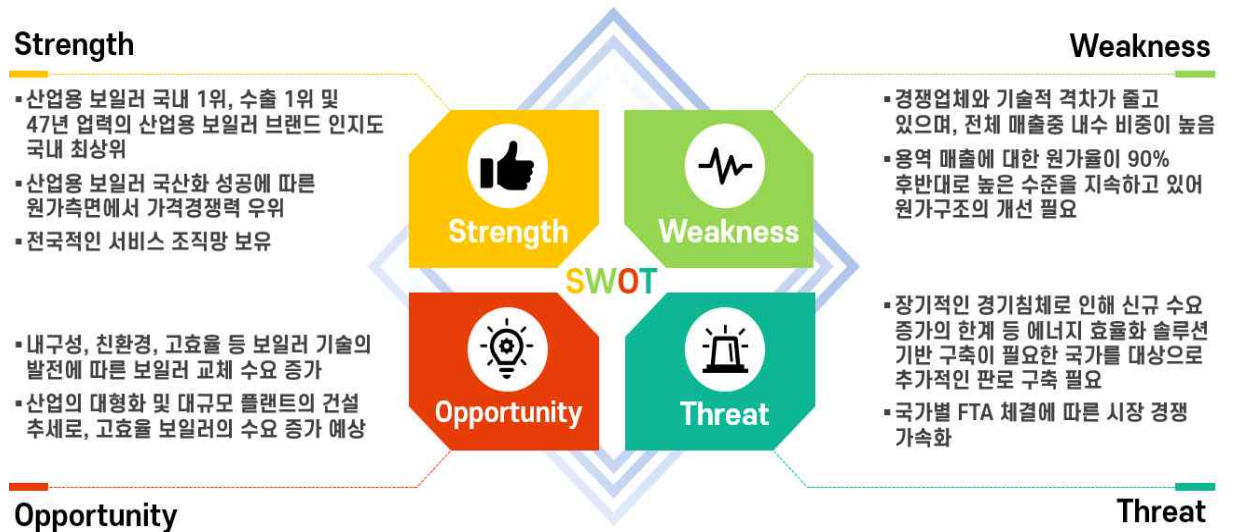 Strength
▪산업용 보일러 국내 1위, 수출 1위 및
47년 업력의 산업용 보일러 브랜드 인지도
국내 최상위
▪산업용 보일러 국산화 성공에 따른
원가측면에서 가격경쟁력 우위
▪전국적인 서비스 조직망 보유
Weakness
▪경쟁업체와 기술적 격차가 줄고
있으며, 전체 매출중 내수 비중이 높음
▪용역 매출에 대한 원가율이 90%
후반대로 높은 수준을 지속하고 있어
원가구조의 개선 필요
Strength
Weakness
SWOT
Opportunity
Threat
▪내구성, 친환경, 고효율 등 보일러 기술의
발전에 따른 보일러 교체 수요 증가
▪산업의 대형화 및 대규모 플랜트의 건설
추세로, 고효율 보일러의 수요 증가 예상
Opportunity
▪장기적인 경기침체로 인해 신규 수요
증가의 한계 등 에너지 효율화 솔루션
기반 구축이 필요한 국가를 대상으로
추가적인 판로 구축 필요
▪국가별 FTA 체결에 따른 시장 경쟁
가속화
Threat